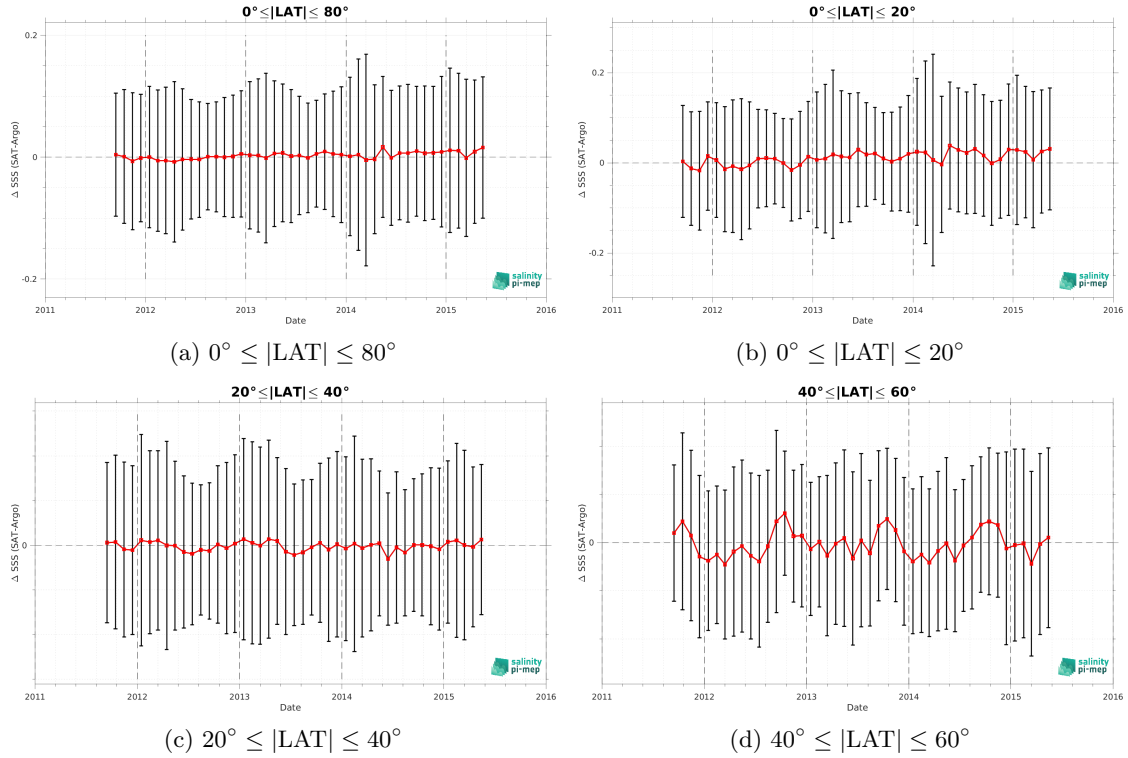 0°≤|LAT|≤ 80°
Δ SSS (SAT-Argo)
0.2
0
-0.2
2011 2012 2013 2014 2015 2016
Date
salinity
pi-mep
(a) 0° ≤ |LAT| ≤ 80°
0°≤|LAT|≤ 20°
Δ SSS (SAT-Argo)
0.2
0
-0.2
2011 2012 2013 2014 2015 2016
Date
salinity
pi-mep
(b) 0° ≤ |LAT| ≤ 20°
20°≤|LAT|≤ 40°
Δ SSS (SAT-Argo)
0
2011 2012 2013 2014 2015 2016
Date
salinity
pi-mep
(c) 20° ≤ |LAT| ≤ 40°
40°≤|LAT|≤ 60°
Δ SSS (SAT-Argo)
0
2011 2012 2013 2014 2015 2016
Date
salinity
pi-mep
(d) 40° ≤ |LAT| ≤ 60°